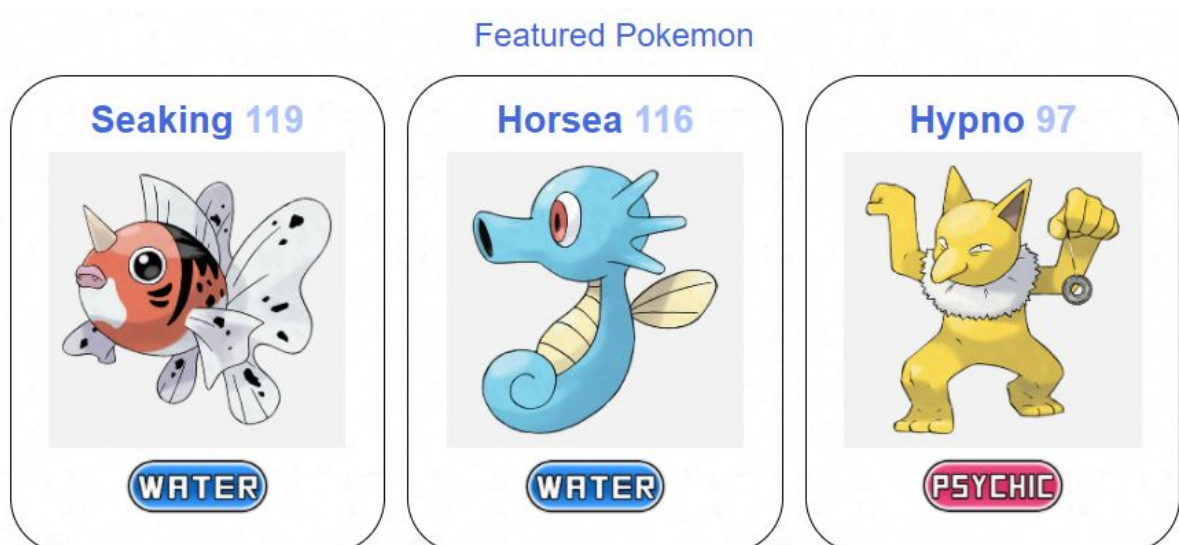 Featured Pokemon
Seaking 119
Horsea 116
Hypno 97
WATER
WATER
PSYCHIC